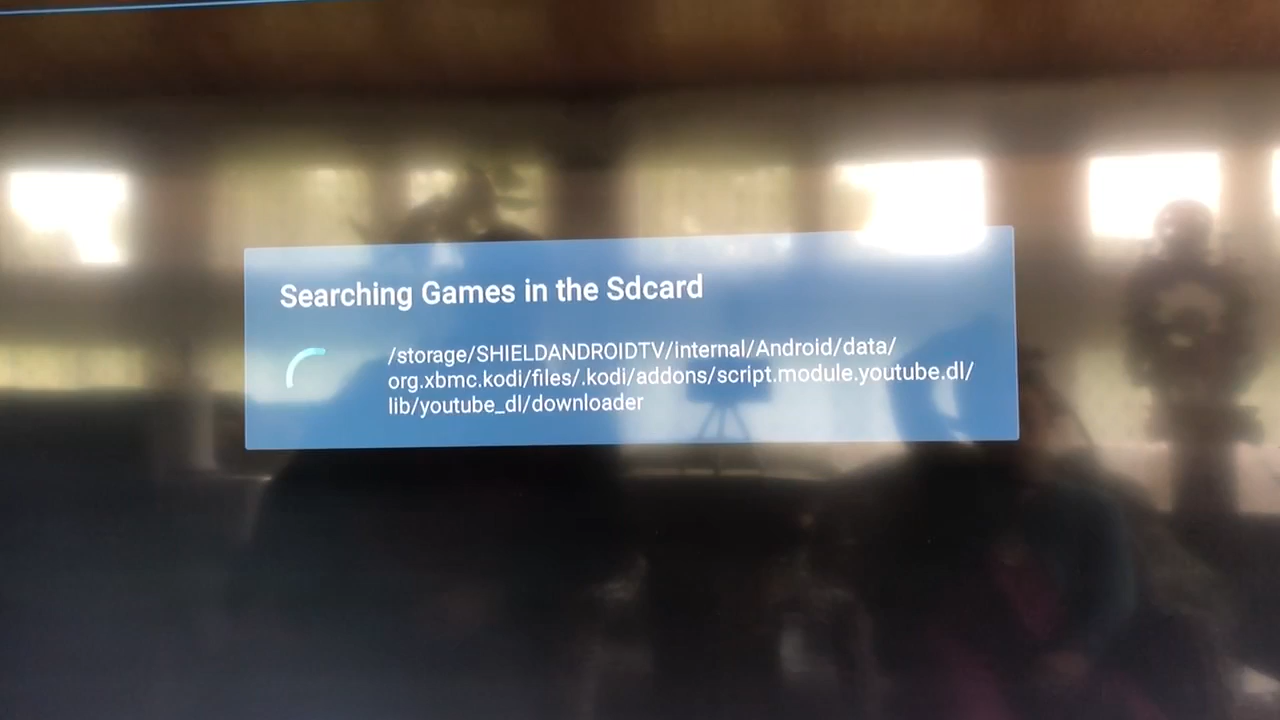 Searching Games in the Sdcard
/storage/SHIELDANDROIDTV/internal/Android/data/
org.xbmc.kodi/files/.kodi/addons/script.module.youtube.dl/
lib/youtube_dl/downloader